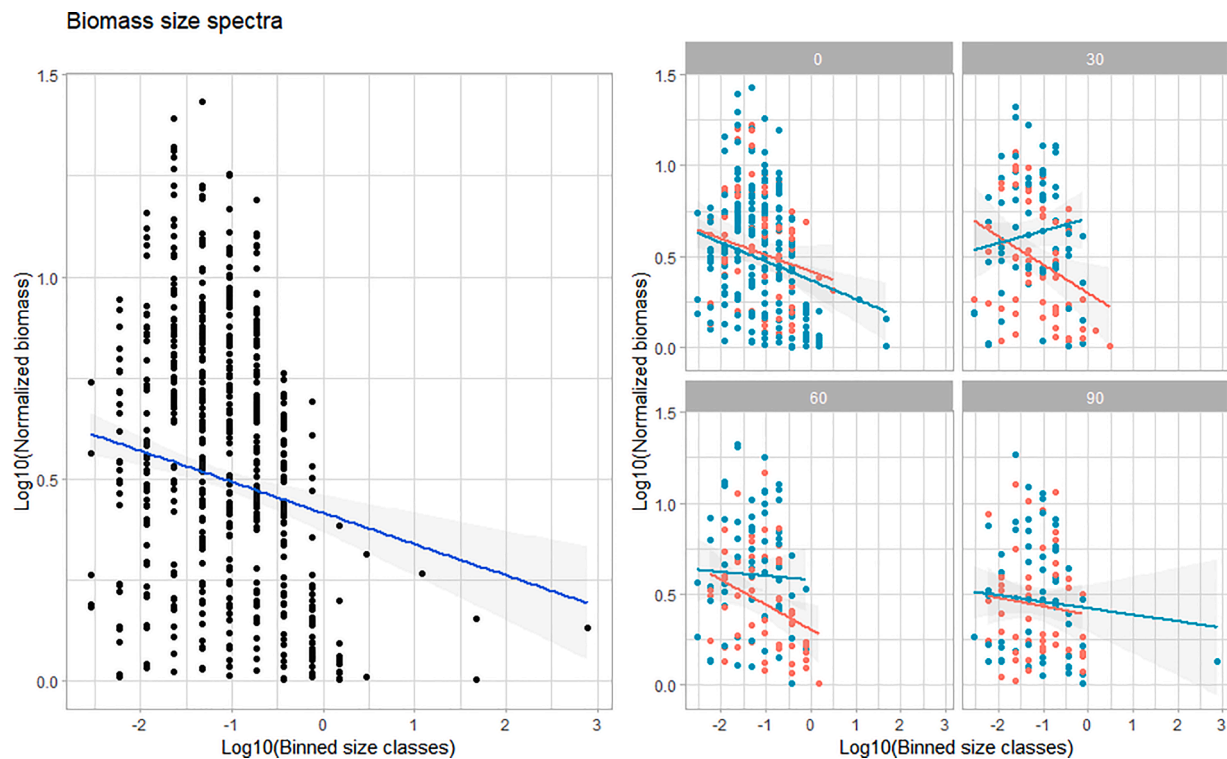 Biomass size spectra
1.5
1.0
0.5
0.0
-2 -1 0 1 2 3
Log10(Normalized biomass)
Log10(Binned size classes)
0 30
1.5
1.0
0.5
0.0
60 90
1.5
1.0
0.5
0.0
-2 -1 0 1 2 3 -2 -1 0 1 2 3
Log10(Normalized biomass)
Log10(Binned size classes)